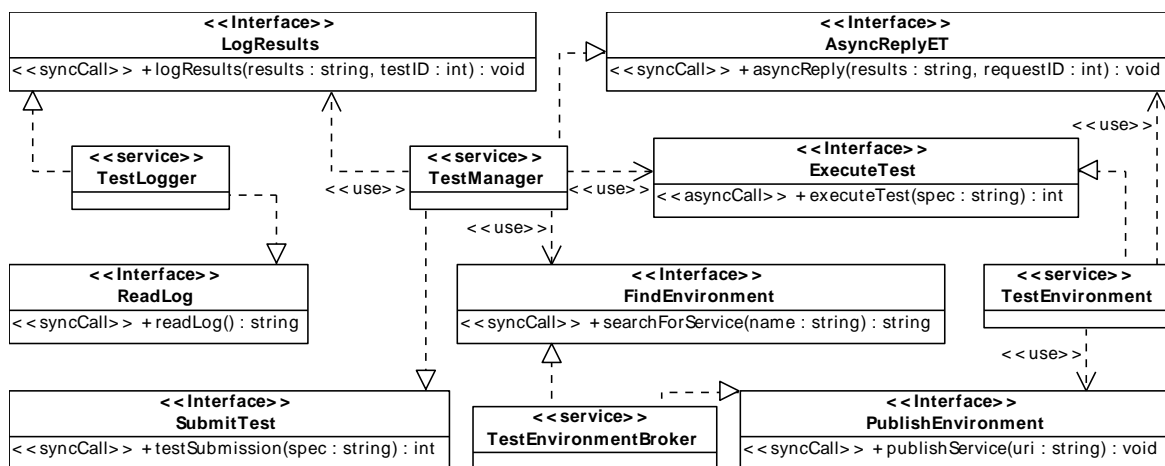 <<Interface>>
LogResults
<<syncCall>> +logResults(results : string, testID : int) : void
<<Interface>>
AsyncReplyET
<<syncCall>> +asyncReply(results : string, requestID : int) : void
<<service>>
TestLogger
<<use>>
<<service>>
TestManager
<<use>>
<<use>>
<<Interface>>
ExecuteTest
<<asyncCall>> +executeTest(spec : string) : int
<<use>>
<<Interface>>
ReadLog
<<syncCall>> +readLog() : string
<<Interface>>
FindEnvironment
<<syncCall>> +searchForService(name : string) : string
<<service>>
TestEnvironment
<<use>>
<<Interface>>
SubmitTest
<<syncCall>> +testSubmission(spec : string) : int
<<service>>
TestEnvironmentBroker
<<Interface>>
PublishEnvironment
<<syncCall>> +publishService(uri : string) : void